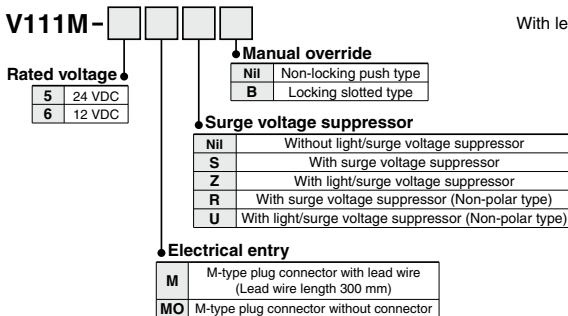 V111M-
With le
Manual override
Nil Non-locking push type
B Locking slotted type
Rated voltage
5 24 VDC
6 12 VDC
Surge voltage suppressor
Nil Without light/surge voltage suppressor
S With surge voltage suppressor
Z With light/surge voltage suppressor
R With surge voltage suppressor (Non-polar type)
U With light/surge voltage suppressor (Non-polar type)
Electrical entry
M M-type plug connector with lead wire
(Lead wire length 300 mm)
MO M-type plug connector without connector